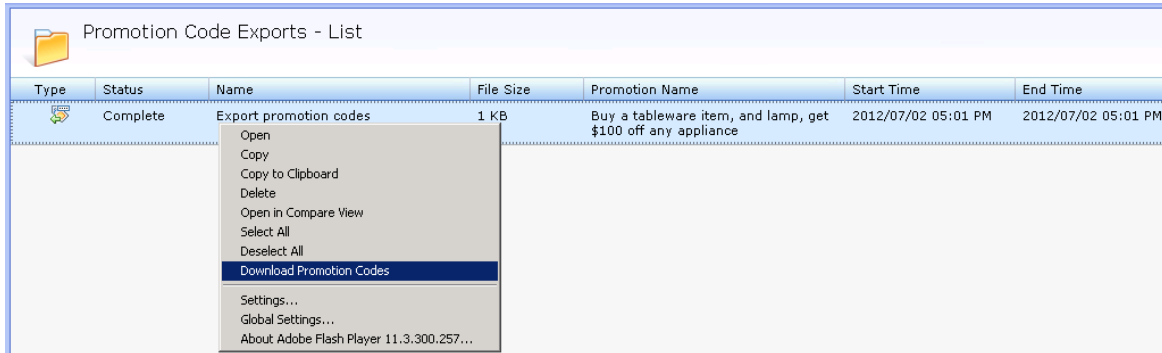 Promotion Code Exports - List
Type Status Name File Size Promotion Name Start Time End Time
Complete Export promotion codes 1 KB Buy a tableware item, and lamp, get 2012/07/02 05:01 PM 2012/07/02 05:01 PM
$100 off any appliance
Open
Copy
Copy to Clipboard
Delete
Open in Compare View
Select All
Deselect All
Download Promotion Codes
Settings...
Global Settings...
About Adobe Flash Player 11.3.300.257...